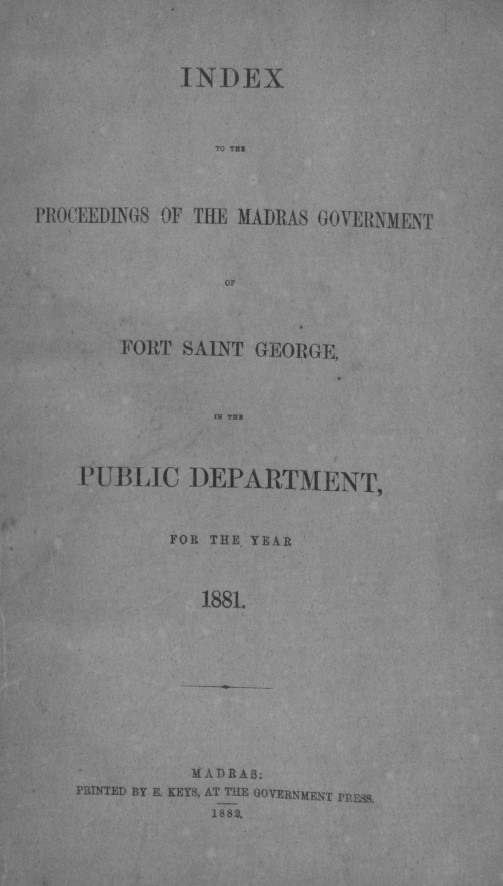 INDEX
TO THE
PROCEEDINGS OF THE MADRAS GOVERNMENT
OF
FORT SAINT GEORGE,
IN THE
PUBLIC DEPARTMENT,
FOR THE YEAR
1881.
MADRAS:
PRINTED BY E. KEYS, AT THE GOVERNMENT PRESS.
1882.